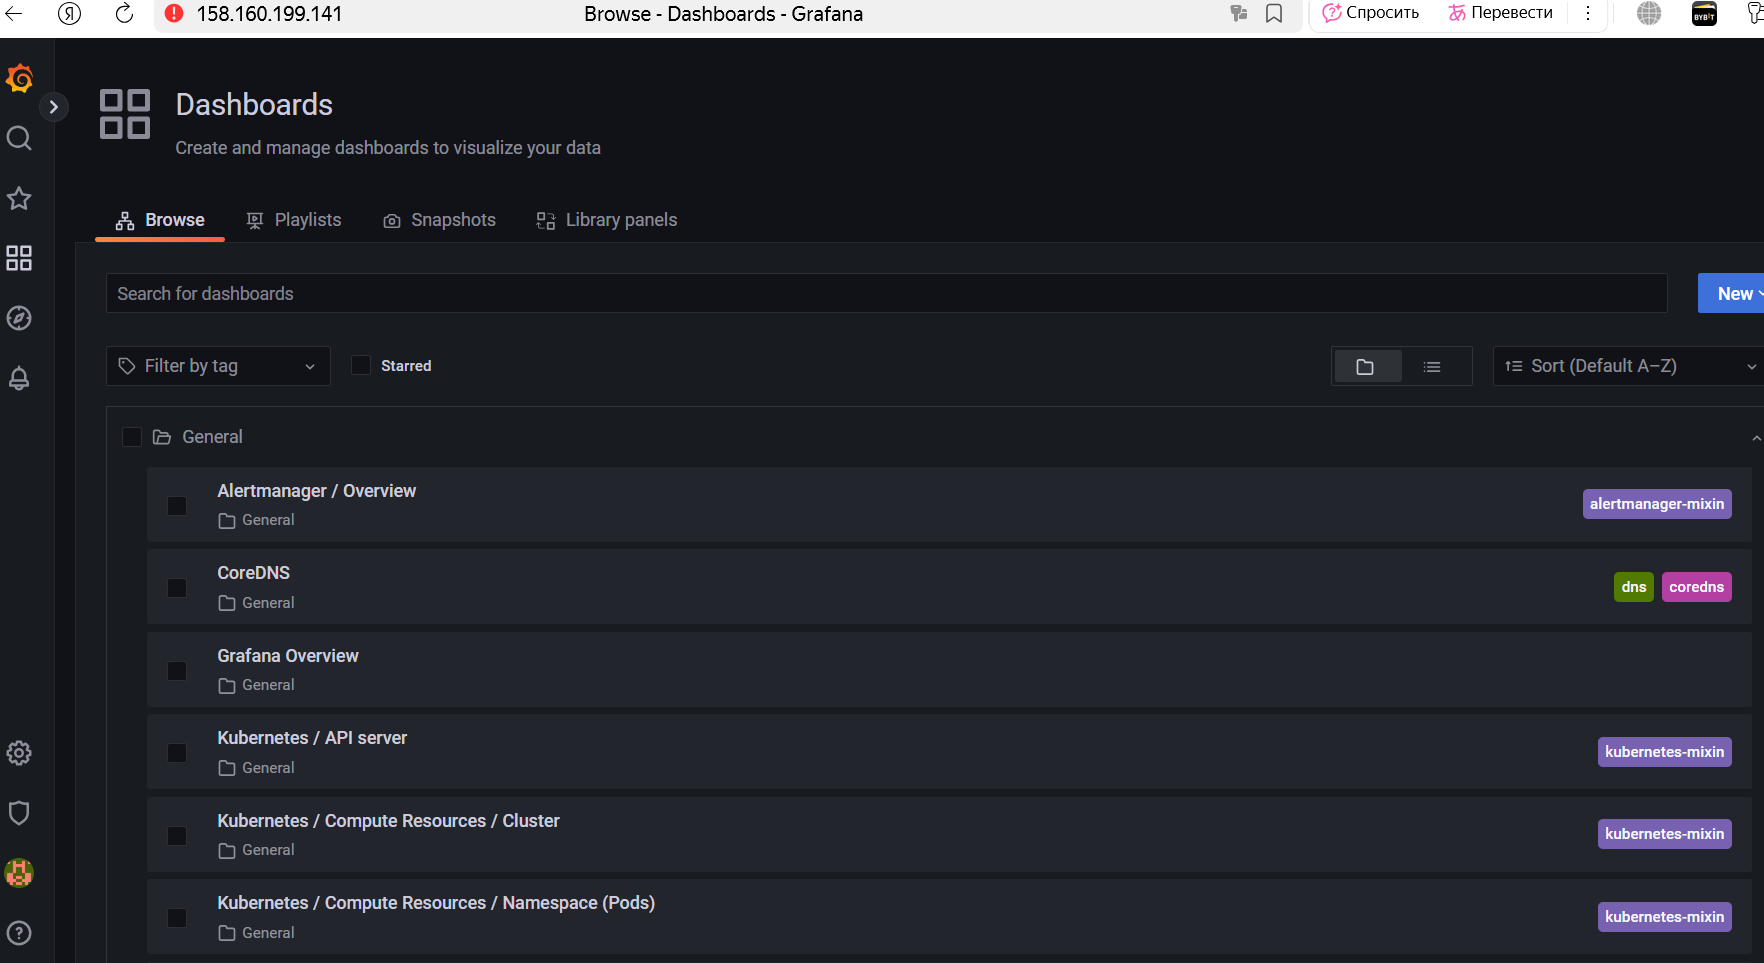 Я 158.160.199.141 Browse - Dashboards - Grafana Спросить Перевести BYBIT
Dashboards
Create and manage dashboards to visualize your data
Browse Playlists Snapshots Library panels
Search for dashboards New
Filter by tag Starred Sort (Default A–Z)
General
Alertmanager / Overview
General
alertmanager-mixin
CoreDNS
General
dns coredns
Grafana Overview
General
Kubernetes / API server
General
kubernetes-mixin
Kubernetes / Compute Resources / Cluster
General
kubernetes-mixin
Kubernetes / Compute Resources / Namespace (Pods)
General
kubernetes-mixin